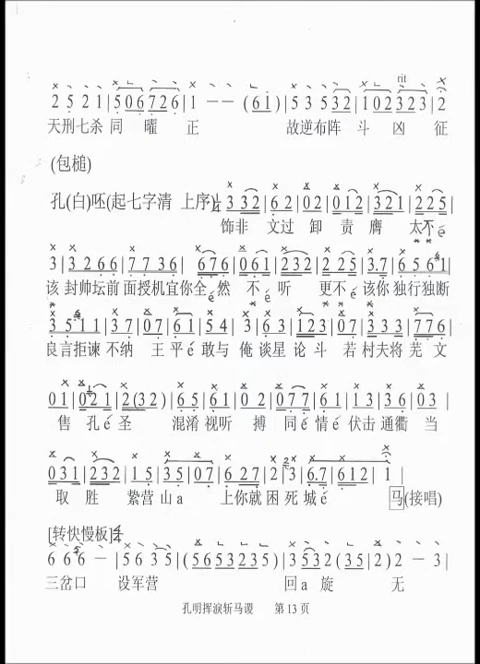 rit
2 5 2 1 | 5 0 6 7 2 6 | 1 - - (6 1) | 5 3 5 3 2 | 1 0 2 3 2 3 | 2
天刑七杀 同 曜 正 故逆布阵 斗 凶 征
(包槌)
孔(白)呸(起七字清 上序)1/4 3 3 2 | 6 2 | 0 2 | 0 1 2 | 3 2 1 | 2 2 5 |
饰非 文过 卸 责 膺 太不é
3 | 3 2 6 6 | 7 1 3 6 | 7 7 6 | 6 7 6 | 0 6 1 | 2 3 2 | 2 2 5 | 3.7 | 6 5 6 1 |
该 封帅坛前 面授机宜 你全é然 不é听 更不é该你 独行独断
3 5 1 1 | 3 7 | 0 7 | 6 1 | 5 4 | 3 | 6 3 | 1 2 3 | 0 7 | 3 3 3 | 7 7 6 |
良言拒谏 不纳 王 平é敢与 俺 谈星 论斗 若 村夫将 芜 文
0 1 | 0 2 1 | 2 (3 2) | 6 5 | 6 1 | 0 2 | 0 7 7 | 6 1 | 1 3 | 3 6 | 0 3
售 孔é圣 混淆 视听 搏 同é情é 伏击 通衢 当
0 3 1 | 2 3 2 | 1 5 | 3 5 | 0 7 | 6 2 7 | 2 | 3 | 6.7 | 6 1 2 | 1 |
取 胜 紮营 山a 上你就 困 死 城é 马(接唱)
[转快慢板]4/4
6 6 6 - | 5 6 3 5 | (5 6 5 3 2 3 5) | 3 5 3 2 (3 5 2) | 2 - 3 |
三岔口 设军营 回a 旋 无
孔明挥淚斩马谡 第 13 页